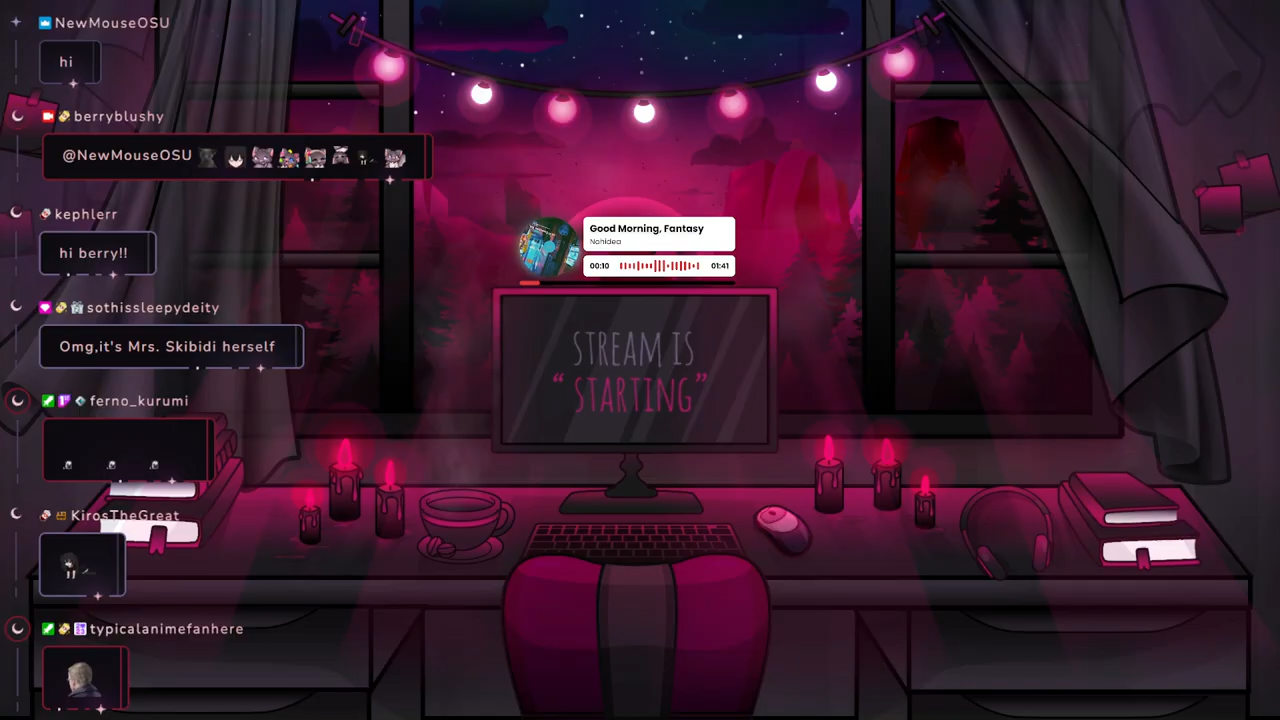 NewMouseOSU
hi
berryblushy
@NewMouseOSU
kephlerr
hi berry!!
sothissleepydeity
Omg,it's Mrs. Skibidi herself
ferno_kurumi
KirosTheGreat
typicalanimefanhere
Good Morning, Fantasy
Nohidea
00:10 01:41
STREAM IS
“ STARTING”